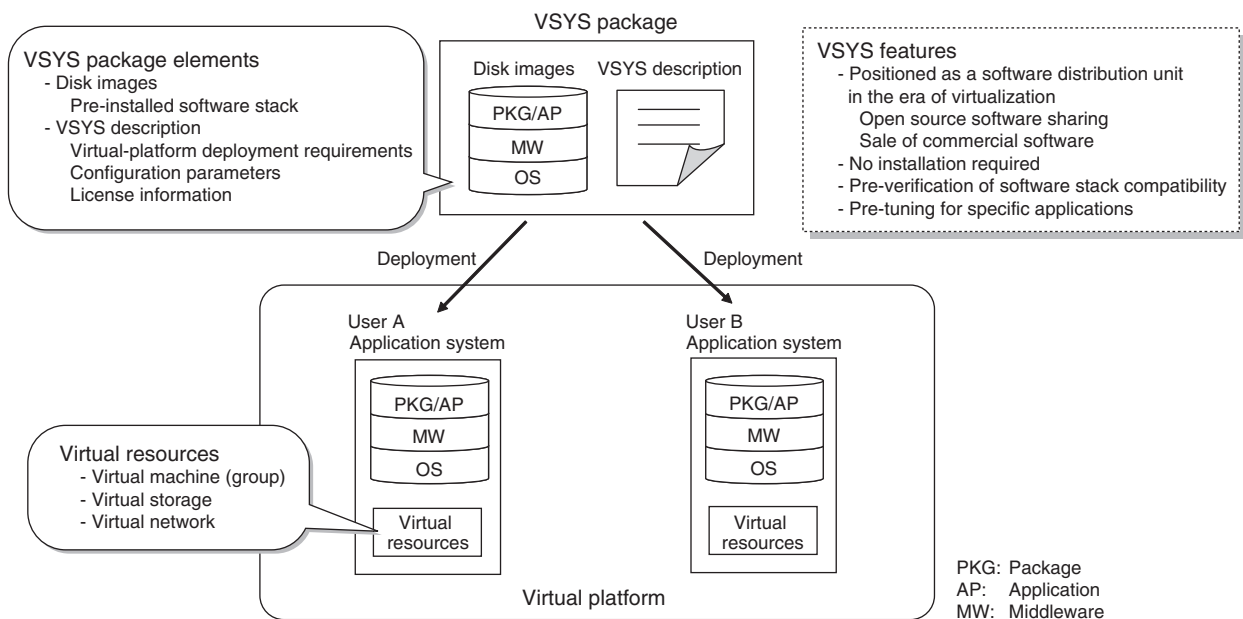 VSYS package
VSYS package elements
- Disk images
Pre-installed software stack
- VSYS description
Virtual-platform deployment requirements
Configuration parameters
License information
Disk images
VSYS description
PKG/AP
MW
OS
VSYS features
- Positioned as a software distribution unit
in the era of virtualization
Open source software sharing
Sale of commercial software
- No installation required
- Pre-verification of software stack compatibility
- Pre-tuning for specific applications
Deployment
Deployment
User A
Application system
PKG/AP
MW
OS
Virtual
resources
User B
Application system
PKG/AP
MW
OS
Virtual
resources
Virtual resources
- Virtual machine (group)
- Virtual storage
- Virtual network
Virtual platform
PKG: Package
AP: Application
MW: Middleware